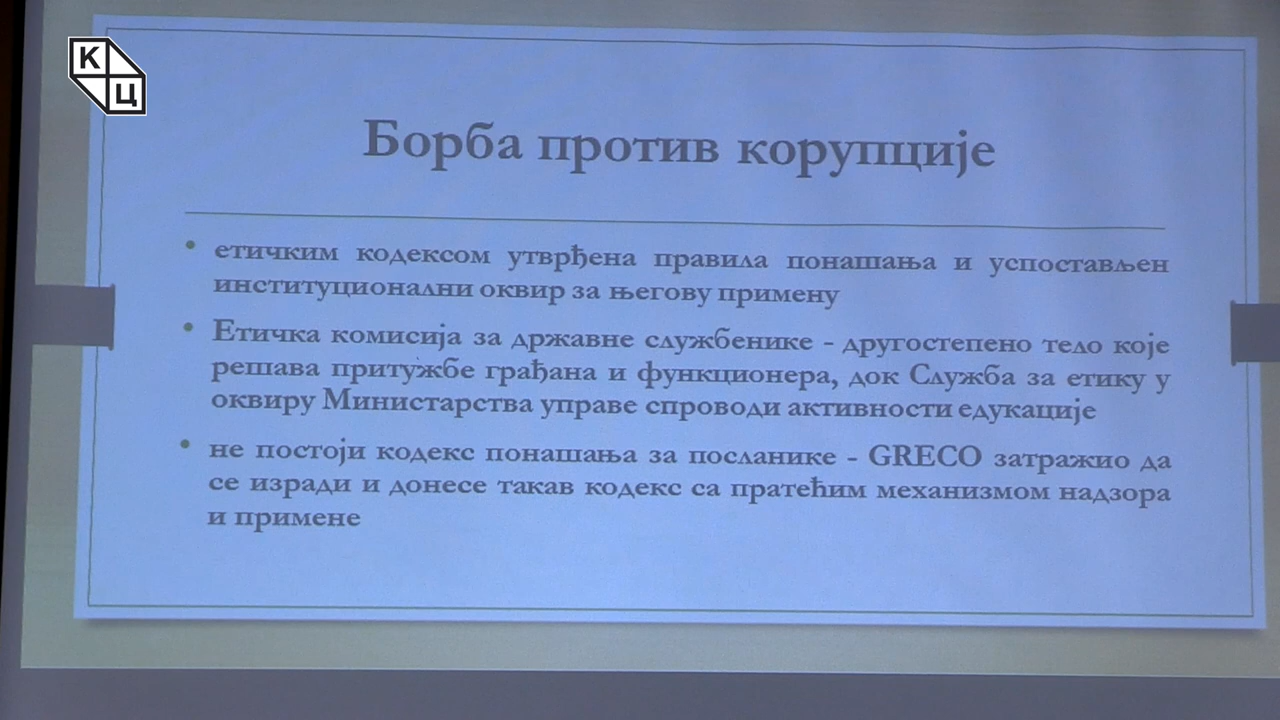 К
Ц
Борба против корупције
• етичким кодексом утврђена правила понашања и успостављен
институционални оквир за његову примену
• Етичка комисија за државне службенике - другостепено тело које
решава притужбе грађана и функционера, док Служба за етику у
оквиру Министарства управе спроводи активности едукације
• не постоји кодекс понашања за посланике - GRECO затражио да
се изради и донесе такав кодекс са пратећим механизмом надзора
и примене